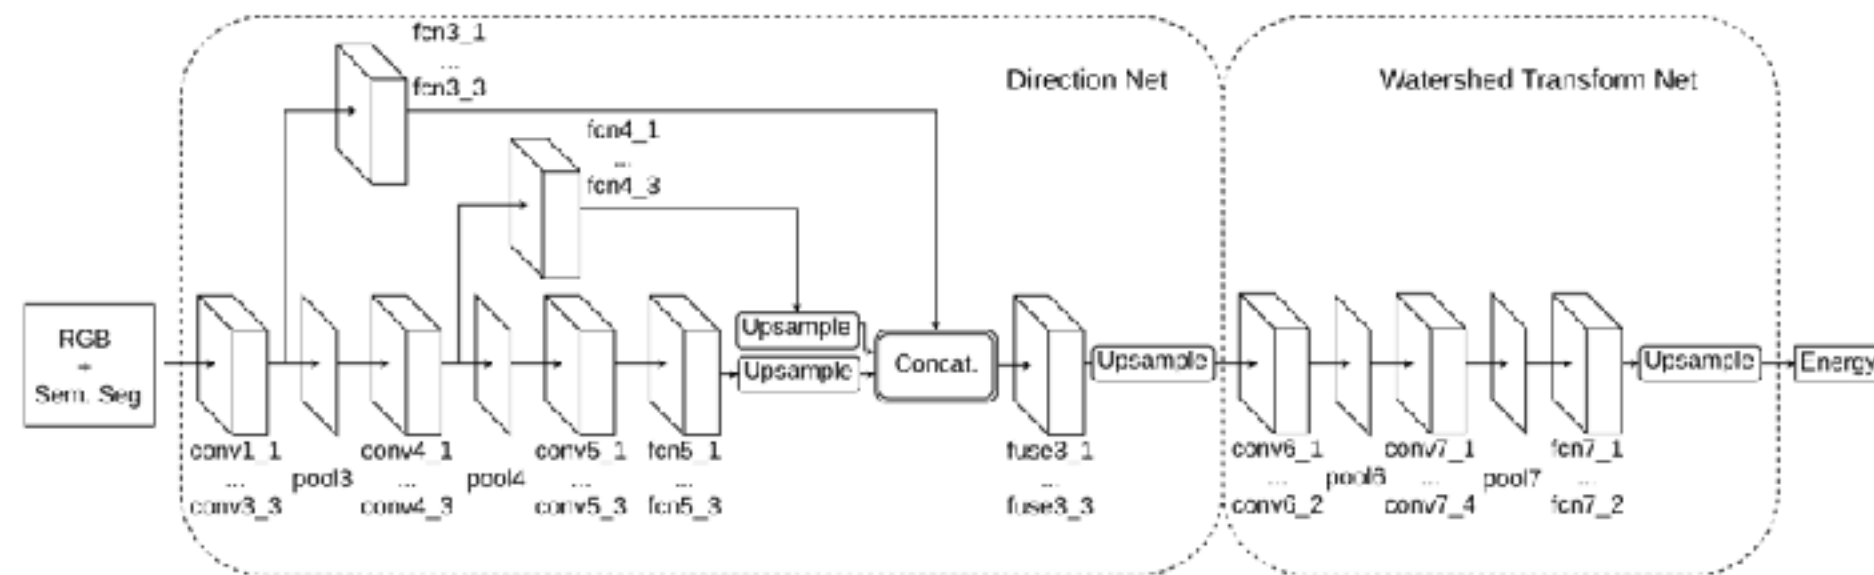 fcn3_1
...
fcn3_3
Direction Net
Watershed Transform Net
fcn4_1
...
fcn4_3
RGB
+
Sem. Seg
Upsample
Upsample
Concat.
Upsample
Upsample
Energy
conv1_1
...
conv3_3
pool3
conv4_1
...
conv4_3
pool4
conv5_1
...
conv5_3
fcn5_1
...
fcn5_3
fuse3_1
...
fuse3_3
conv6_1
...
conv6_2
pool6
conv7_1
...
conv7_4
pool7
fcn7_1
...
fcn7_2